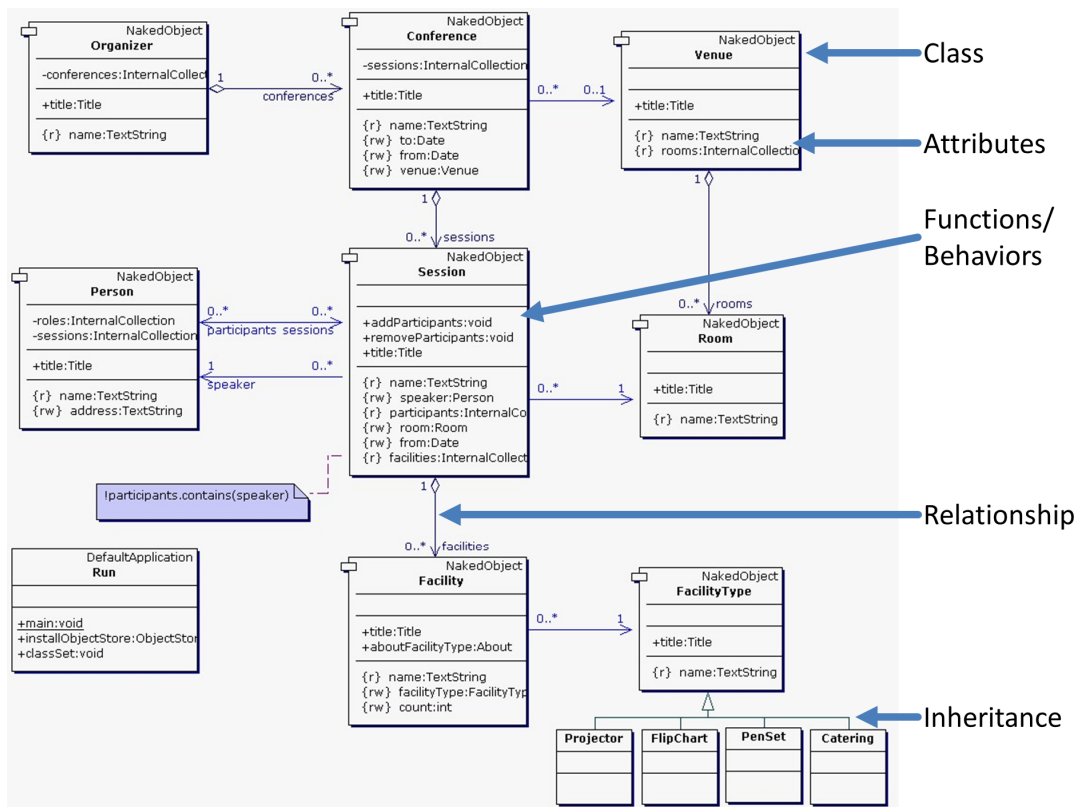 NakedObject
Organizer
-conferences:InternalCollect
+title:Title
{r} name:TextString
1
0..*
conferences
NakedObject
Conference
-sessions:InternalCollection
+title:Title
{r} name:TextString
{rw} to:Date
{rw} from:Date
{rw} venue:Venue
0..*
0..1
NakedObject
Venue
+title:Title
{r} name:TextString
{r} rooms:InternalCollectio
Class
Attributes
Functions/
Behaviors
1
0..*
sessions
1
0..*
rooms
NakedObject
Person
-roles:InternalCollection
-sessions:InternalCollection
+title:Title
{r} name:TextString
{rw} address:TextString
0..*
0..*
participants
sessions
1
0..*
speaker
NakedObject
Session
+addParticipants:void
+removeParticipants:void
+title:Title
{r} name:TextString
{rw} speaker:Person
{r} participants:InternalCo
{rw} room:Room
{rw} from:Date
{r} facilities:InternalCollect
0..*
1
NakedObject
Room
+title:Title
{r} name:TextString
!participants.contains(speaker)
1
0..*
facilities
Relationship
DefaultApplication
Run
+main:void
+installObjectStore:ObjectStor
+classSet:void
NakedObject
Facility
+title:Title
+aboutFacilityType:About
{r} name:TextString
{rw} facilityType:FacilityTyp
{rw} count:int
0..*
1
NakedObject
FacilityType
+title:Title
{r} name:TextString
Inheritance
Projector
FlipChart
PenSet
Catering